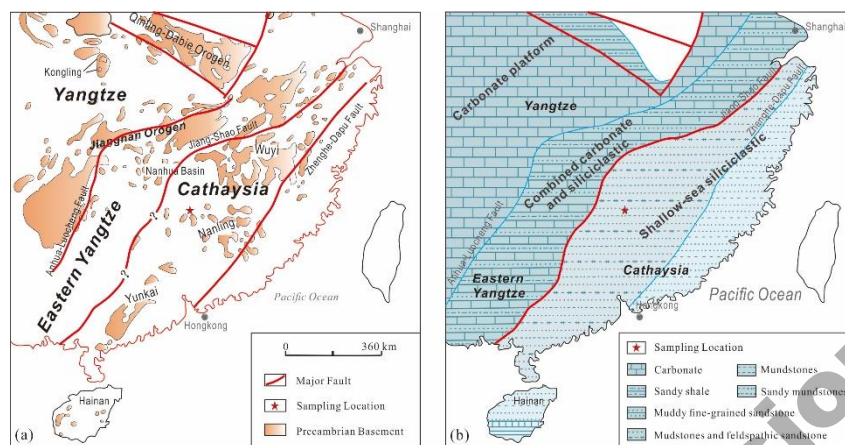 Qinling-Dabie Orogen
Shanghai
Kongling
Yangtze
Jiangnan Orogen
Jiang-Shao Fault
Zhenghe-Dapu Fault
Wuyi
Nanhua Basin
Cathaysia
Anhua-Luocheng Fault
?
Nanling
Eastern Yangtze
?
Yunkai
Pacific Ocean
Hongkong
0 360 km
Major Fault
Sampling Location
Precambrian Basement
Hainan
(a)
Shanghai
Carbonate platform
Yangtze
Jiang-Shao Fault
Zhenghe-Dapu Fault
Combined carbonate
and siliciclastic
Shallow-sea siliciclastic
Anhua-Luocheng Fault
Eastern
Yangtze
Cathaysia
Pacific Ocean
Hongkong
Sampling Location
Carbonate
Mundstones
Sandy shale
Sandy mundstones
Muddy fine-grained sandstone
Mudstones and feldspathic sandstone
Hainan
(b)